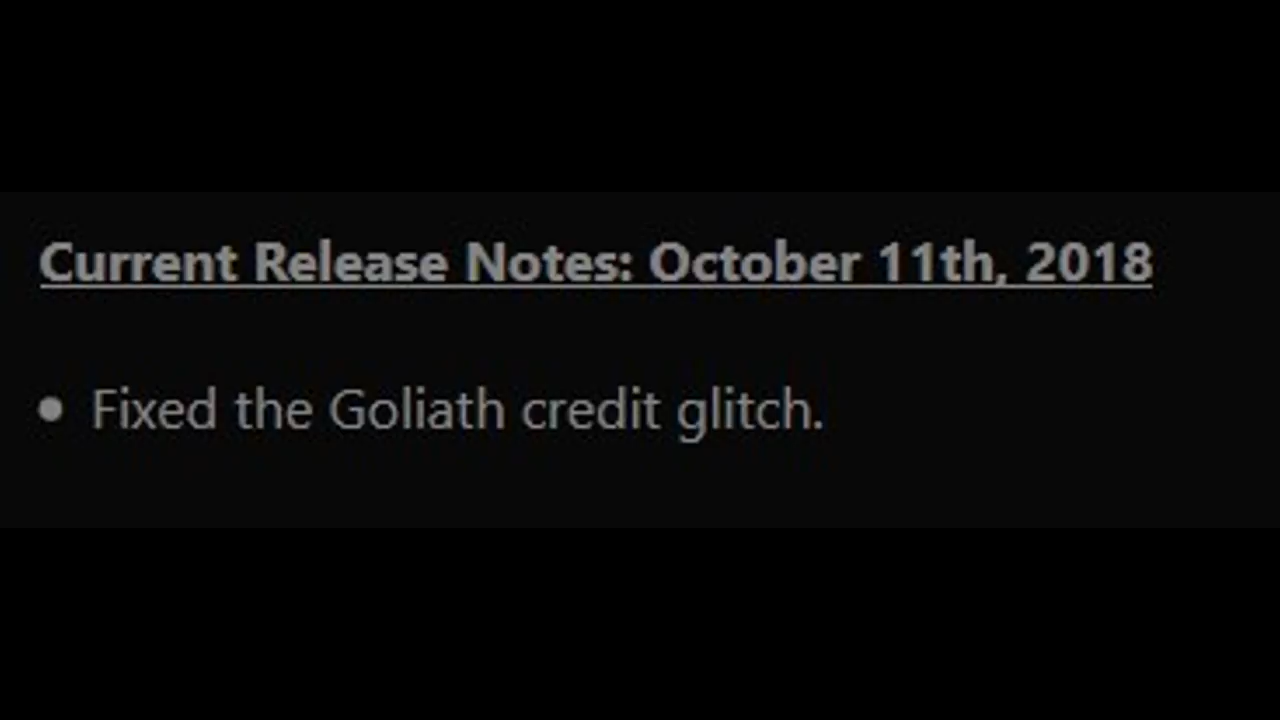 Current Release Notes: October 11th, 2018
• Fixed the Goliath credit glitch.